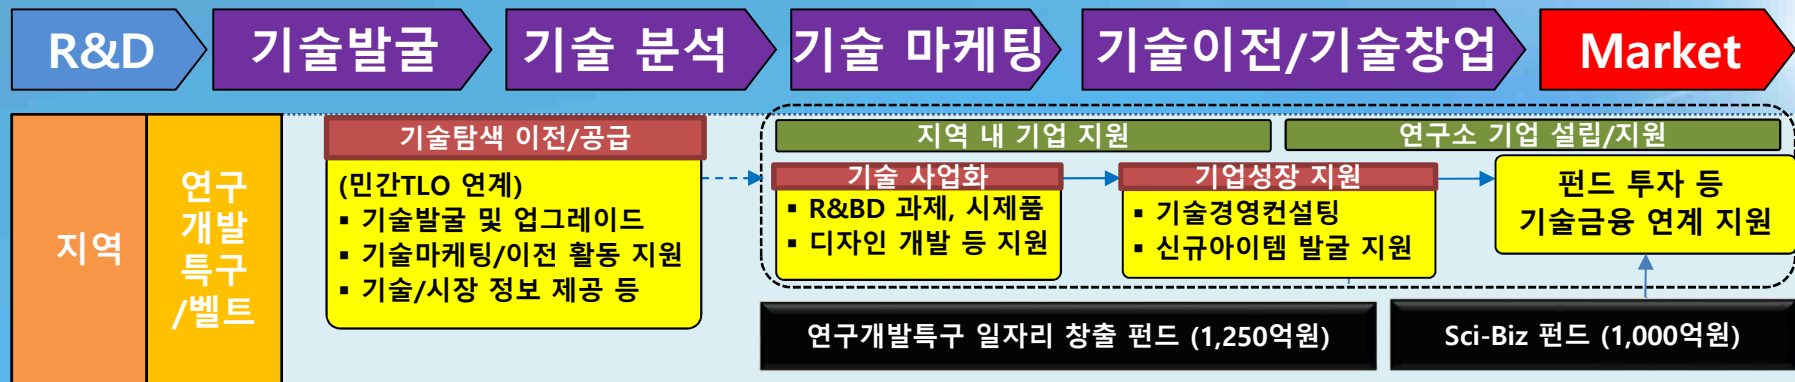 R&D
기술발굴
기술 분석
기술 마케팅
기술이전/기술창업
Market
지역
연구
개발
특구
/벨트
기술탐색 이전/공급
(민간TLO 연계)
▪ 기술발굴 및 업그레이드
▪ 기술마케팅/이전 활동 지원
▪ 기술/시장 정보 제공 등
지역 내 기업 지원
연구소 기업 설립/지원
기술 사업화
▪ R&BD 과제, 시제품
▪ 디자인 개발 등 지원
기업성장 지원
▪ 기술경영컨설팅
▪ 신규아이템 발굴 지원
펀드 투자 등
기술금융 연계 지원
연구개발특구 일자리 창출 펀드 (1,250억원)
Sci-Biz 펀드 (1,000억원)